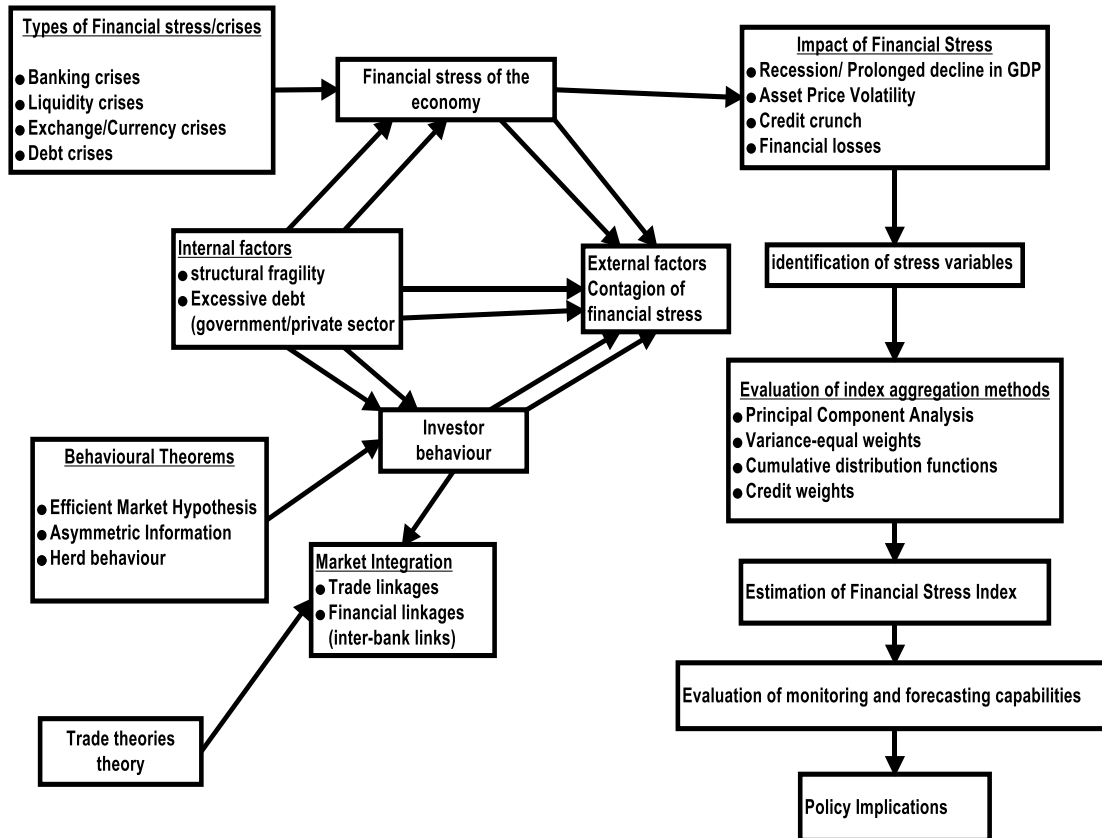 Types of Financial stress/crises
● Banking crises
● Liquidity crises
● Exchange/Currency crises
● Debt crises
Financial stress of the
economy
Impact of Financial Stress
● Recession/ Prolonged decline in GDP
● Asset Price Volatility
● Credit crunch
● Financial losses
Internal factors
● structural fragility
● Excessive debt
(government/private sector
External factors
Contagion of
financial stress
identification of stress variables
Evaluation of index aggregation methods
● Principal Component Analysis
● Variance-equal weights
● Cumulative distribution functions
● Credit weights
Investor
behaviour
Behavioural Theorems
● Efficient Market Hypothesis
● Asymmetric Information
● Herd behaviour
Market Integration
● Trade linkages
● Financial linkages
(inter-bank links)
Estimation of Financial Stress Index
Evaluation of monitoring and forecasting capabilities
Trade theories
theory
Policy Implications